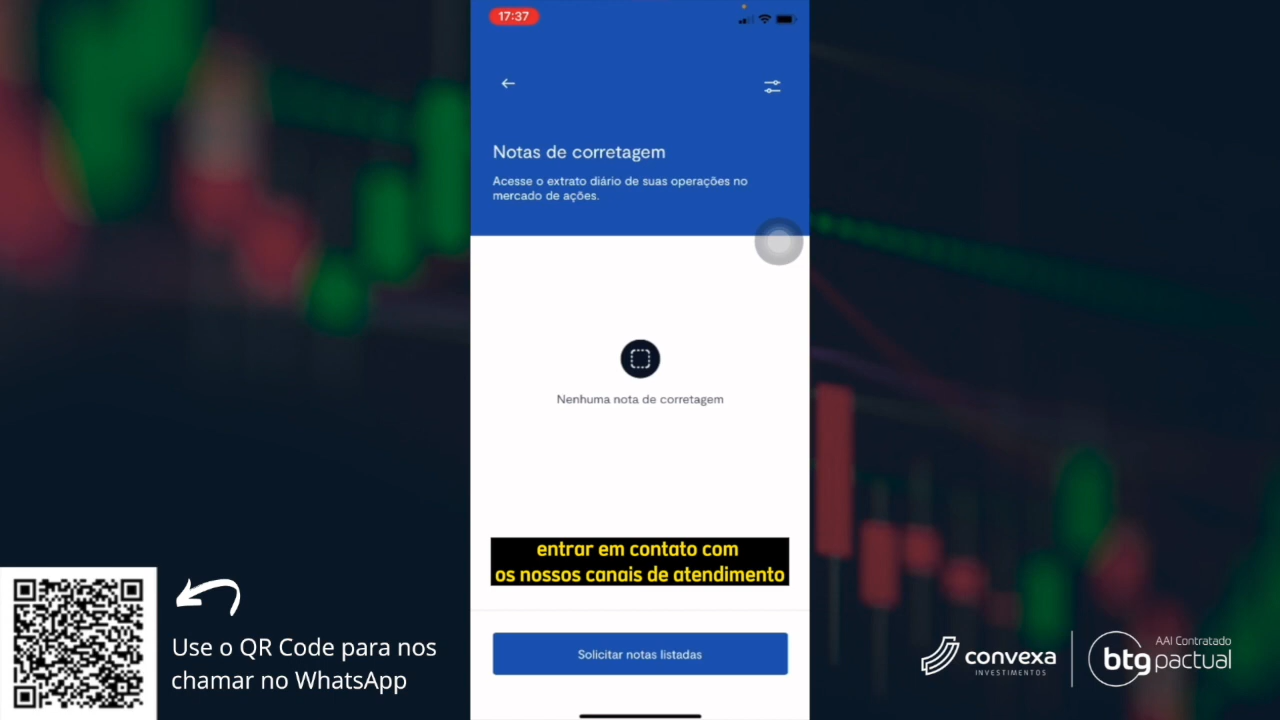 17:37
Notas de corretagem
Acesse o extrato diário de suas operações no
mercado de ações.
Nenhuma nota de corretagem
entrar em contato com
os nossos canais de atendimento
Solicitar notas listadas
Use o QR Code para nos
chamar no WhatsApp
convexa
INVESTIMENTOS
AAI Contratado
btg pactual